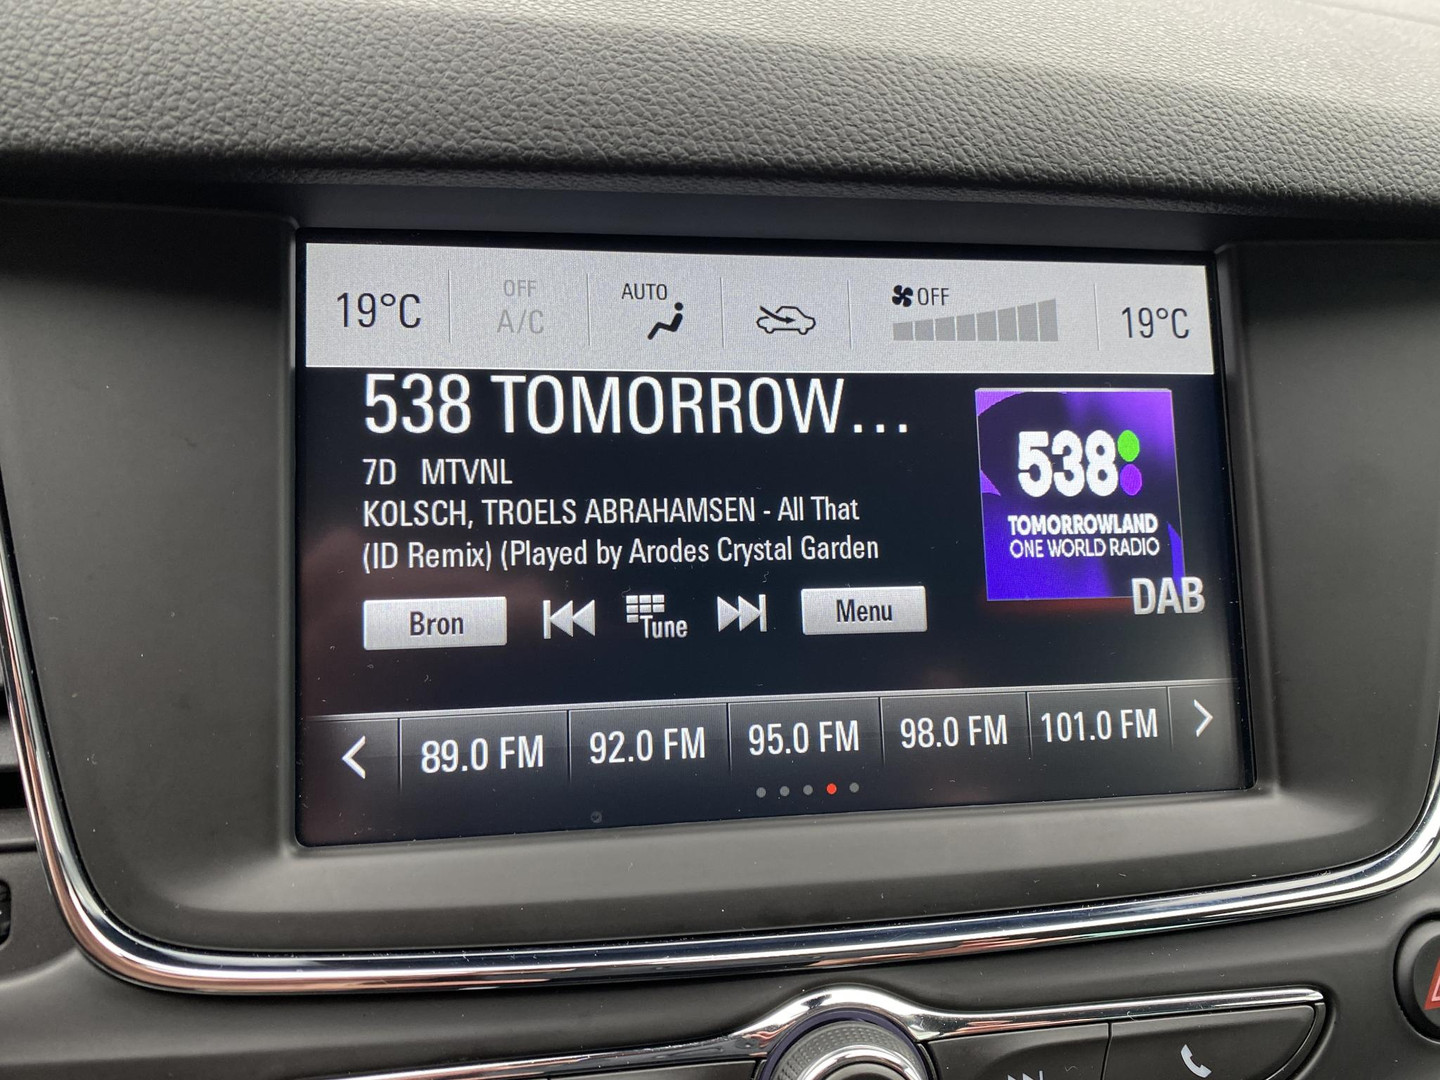 19°C
OFF
A/C
AUTO
OFF
19°C
538 TOMORROW...
7D MTVNL
KOLSCH, TROELS ABRAHAMSEN - All That
(ID Remix) (Played by Arodes Crystal Garden
538
TOMORROWLAND
ONE WORLD RADIO
DAB
Bron
Tune
Menu
89.0 FM
92.0 FM
95.0 FM
98.0 FM
101.0 FM